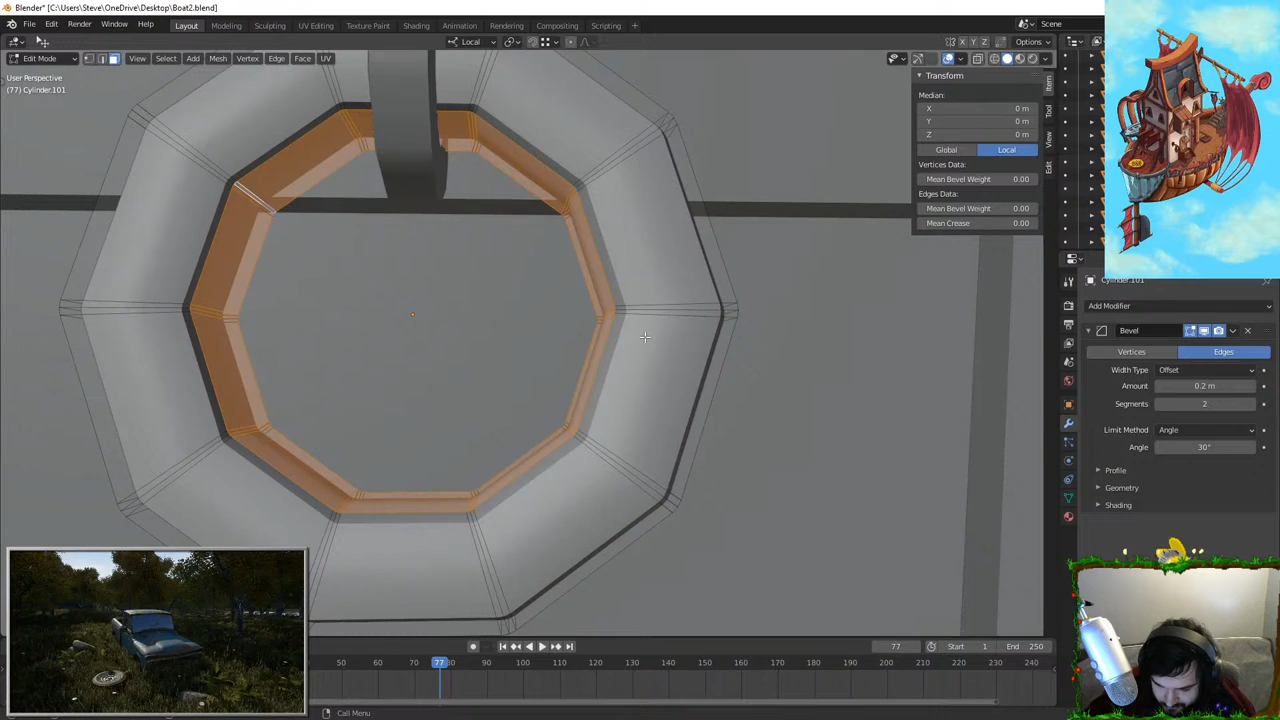 Blender* [C:\Users\Steve\OneDrive\Desktop\Boat2.blend]
File Edit Render Window Help Layout Modeling Sculpting UV Editing Texture Paint Shading Animation Rendering Compositing Scripting + Scene
Local X Y Z Options
Edit Mode View Select Add Mesh Vertex Edge Face UV
User Perspective
(77) Cylinder.101
Transform
Median:
X 0 m
Y 0 m
Z 0 m
Global Local
Vertices Data:
Mean Bevel Weight 0.00
Edges Data:
Mean Bevel Weight 0.00
Mean Crease 0.00
Item
Tool
View
Edit
Cylinder.101
Add Modifier
Bevel
Vertices Edges
Width Type Offset
Amount 0.2 m
Segments 2
Limit Method Angle
Angle 30°
Profile
Geometry
Shading
77 Start 1 End 250
50 60 70 77 80 90 100 110 120 130 140 150 160 170 180 190 200 210 220 230 240
Call Menu